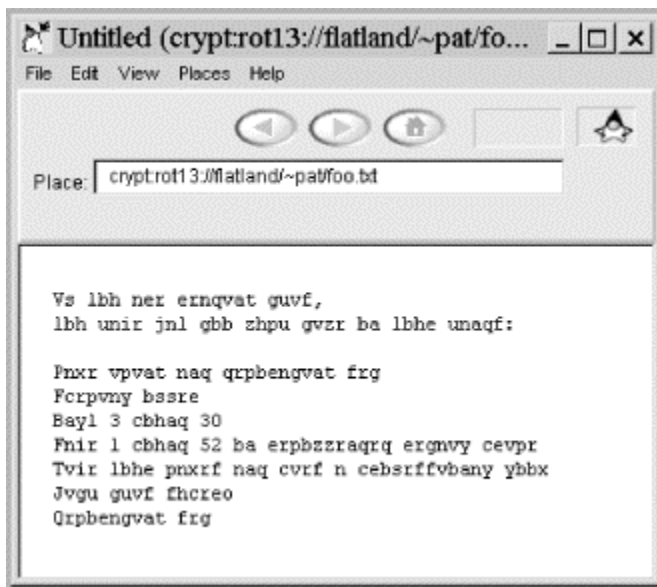 Untitled (crypt:rot13://flatland/~pat/fo...
File Edit View Places Help
Place: crypt:rot13://flatland/~pat/foo.txt
Vs lbh ner ernqvat guvf,
lbh unir jnl gbb zhpu gvzr ba lbhe unaqf:
Pnxr vpvat naq qrpbengvat frg
Fcrpvny bssre
Bayl 3 cbhaq 30
Fnir 1 cbhaq 52 ba erpbzzraqrq ergnvy cevpr
Tvir lbhe pnxrf naq cvrf n cebsrffvbany ybbx
Jvgu guvf fhcreo
Qrpbengvat frg